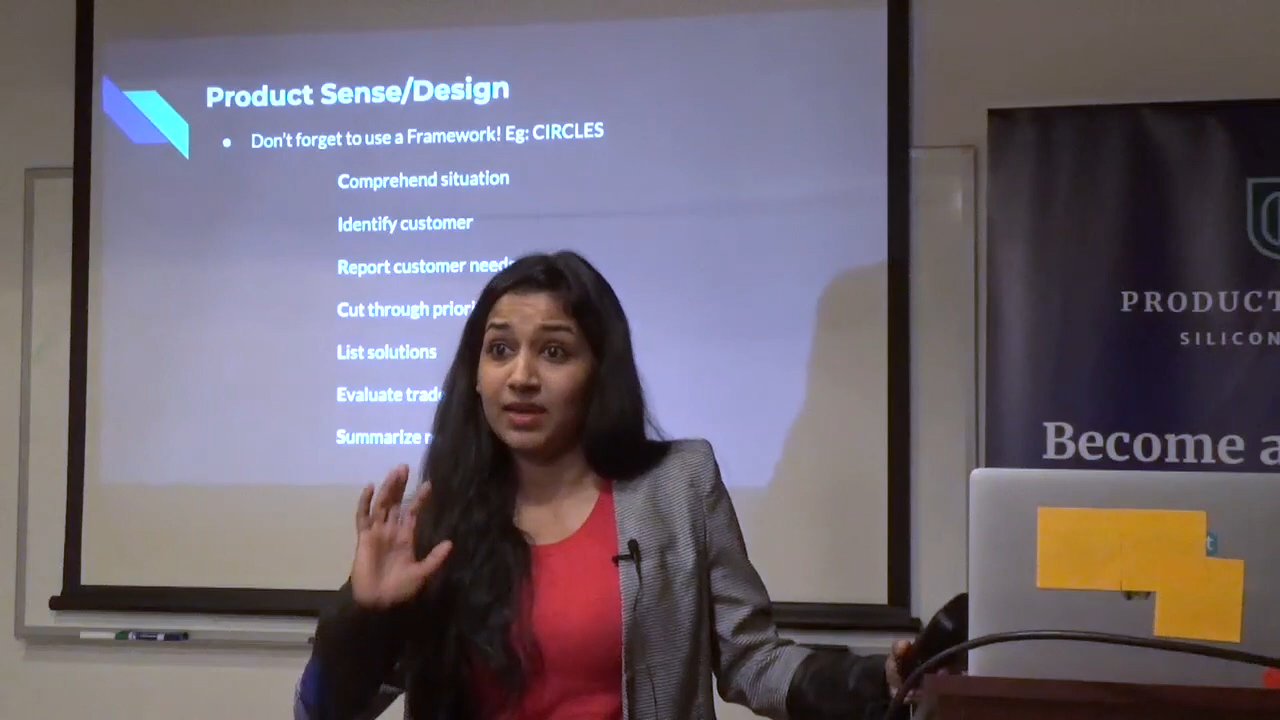 Product Sense/Design
● Don't forget to use a Framework! Eg: CIRCLES
Comprehend situation
Identify customer
Report customer
Cut through
List solutions
Evaluate
Summarize
PRODUCT
SILICON
Become a
t